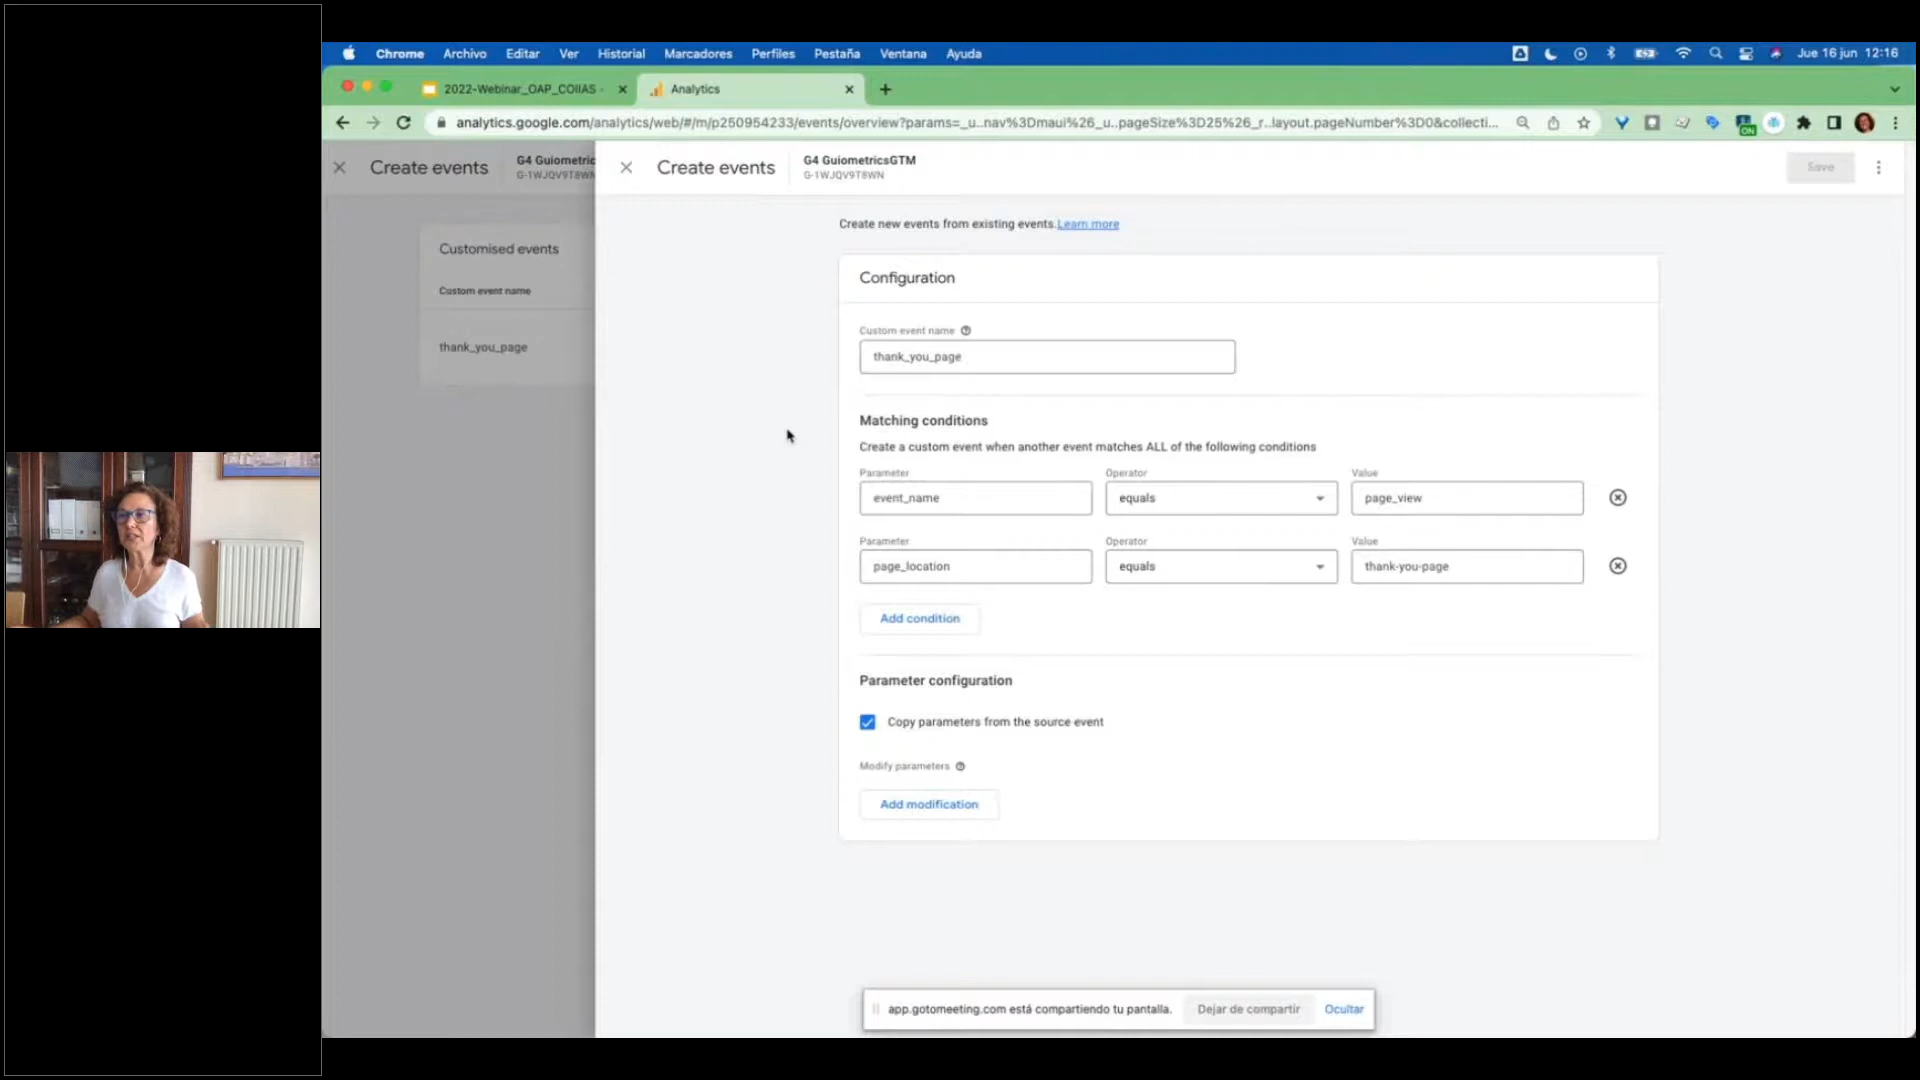 Chrome Archivo Editar Ver Historial Marcadores Perfiles Pestaña Ventana Ayuda Jue 16 jun 12:16
2022-Webinar_OAP_COIIAS - Analytics
analytics.google.com/analytics/web/#/m/p250954233/events/overview?params=_u..nav%3Dmaui%26_u..pageSize%3D25%26_r..layout.pageNumber%3D0&collecti...
ON
Create events
G4 Guiometric
G-1WJQV9T8WN
Customised events
Custom event name
thank_you_page
Create events
G4 GuiometricsGTM
G-1WJQV9T8WN
Save
Create new events from existing events.Learn more
Configuration
Custom event name
thank_you_page
Matching conditions
Create a custom event when another event matches ALL of the following conditions
Parameter Operator Value
event_name equals page_view
Parameter Operator Value
page_location equals thank-you-page
Add condition
Parameter configuration
Copy parameters from the source event
Modify parameters
Add modification
app.gotomeeting.com está compartiendo tu pantalla. Dejar de compartir Ocultar